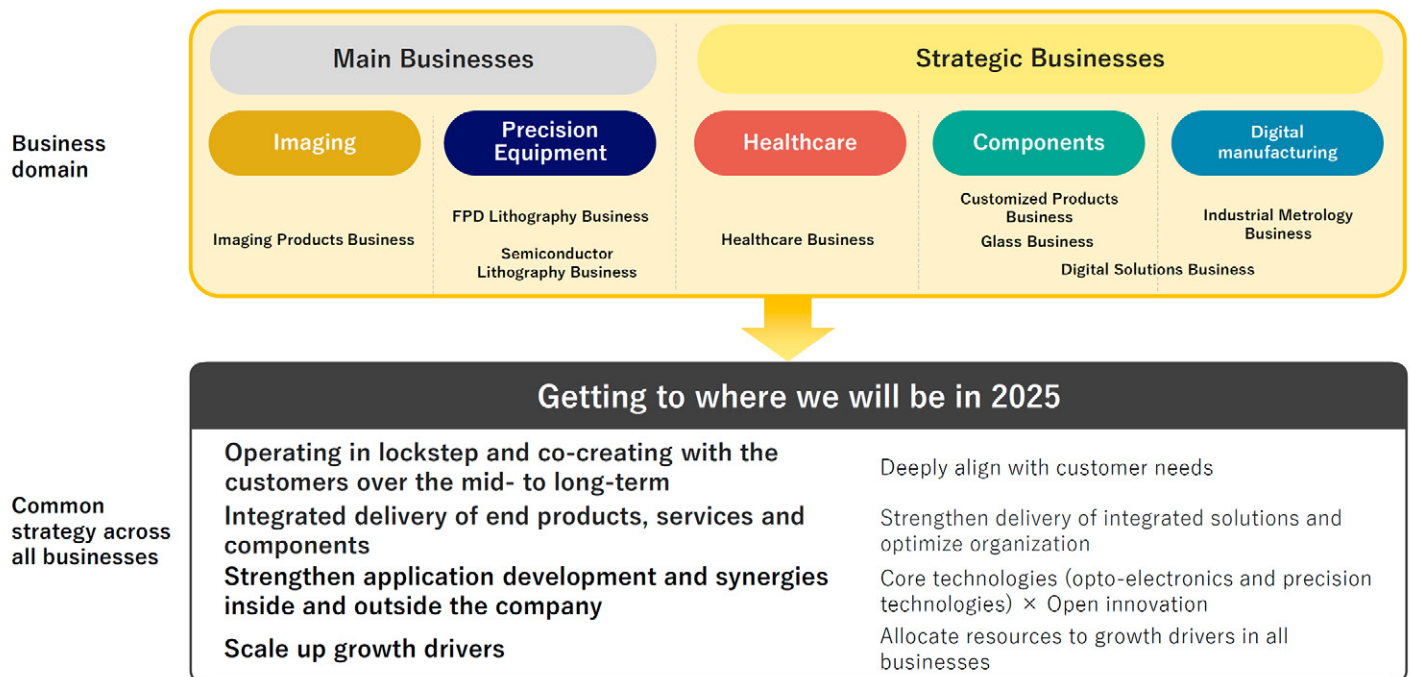 Main Businesses
Strategic Businesses
Business
domain
Imaging
Precision
Equipment
Healthcare
Components
Digital
manufacturing
Imaging Products Business
FPD Lithography Business
Semiconductor
Lithography Business
Healthcare Business
Customized Products
Business
Glass Business
Industrial Metrology
Business
Digital Solutions Business
Getting to where we will be in 2025
Common
strategy across
all businesses
Operating in lockstep and co-creating with the
customers over the mid- to long-term
Deeply align with customer needs
Integrated delivery of end products, services and
components
Strengthen delivery of integrated solutions and
optimize organization
Strengthen application development and synergies
inside and outside the company
Core technologies (opto-electronics and precision
technologies) × Open innovation
Scale up growth drivers
Allocate resources to growth drivers in all
businesses